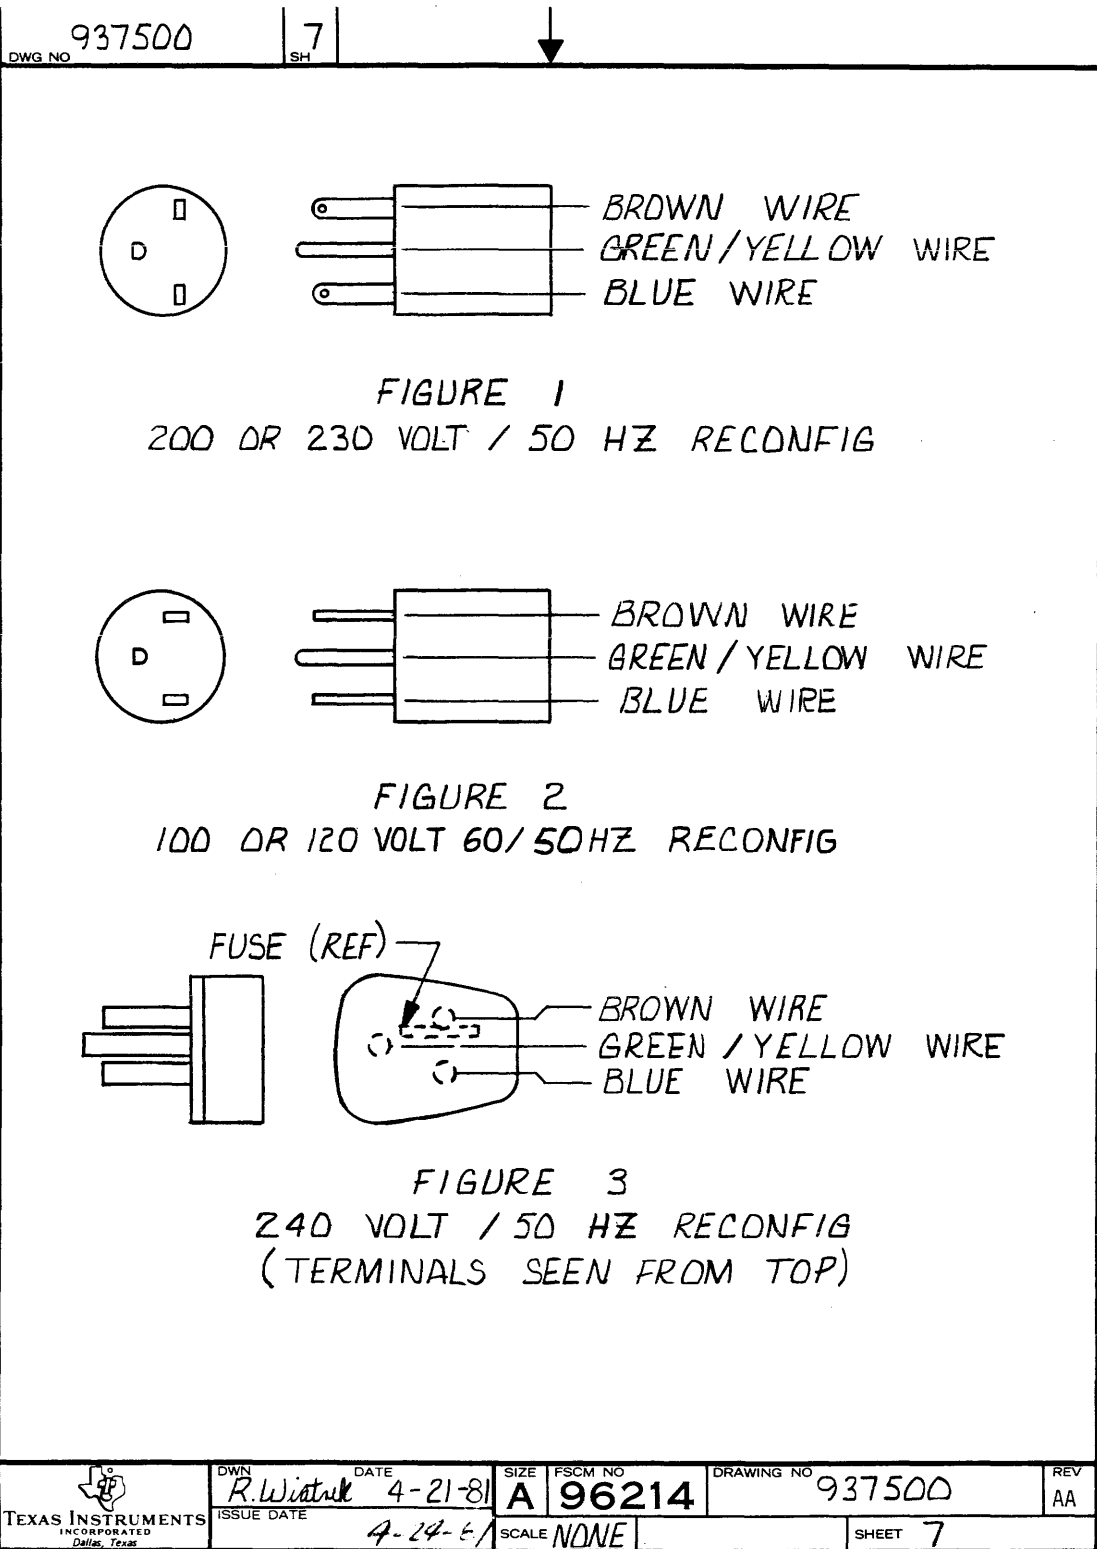 DWG NO 937500 SH 7
BROWN WIRE
D
GREEN/YELLOW WIRE
BLUE WIRE
FIGURE 1
200 OR 230 VOLT / 50 HZ RECONFIG
BROWN WIRE
D
GREEN/YELLOW WIRE
BLUE WIRE
FIGURE 2
100 OR 120 VOLT 60/50HZ RECONFIG
FUSE (REF)
BROWN WIRE
GREEN/YELLOW WIRE
BLUE WIRE
FIGURE 3
240 VOLT / 50 HZ RECONFIG
(TERMINALS SEEN FROM TOP)
TEXAS INSTRUMENTS
INCORPORATED
Dallas, Texas
DWN R. DATE 4-21-81
ISSUE DATE 4-24-
SIZE A
FSCM NO 96214
DRAWING NO 937500
REV AA
SCALE NONE
SHEET 7